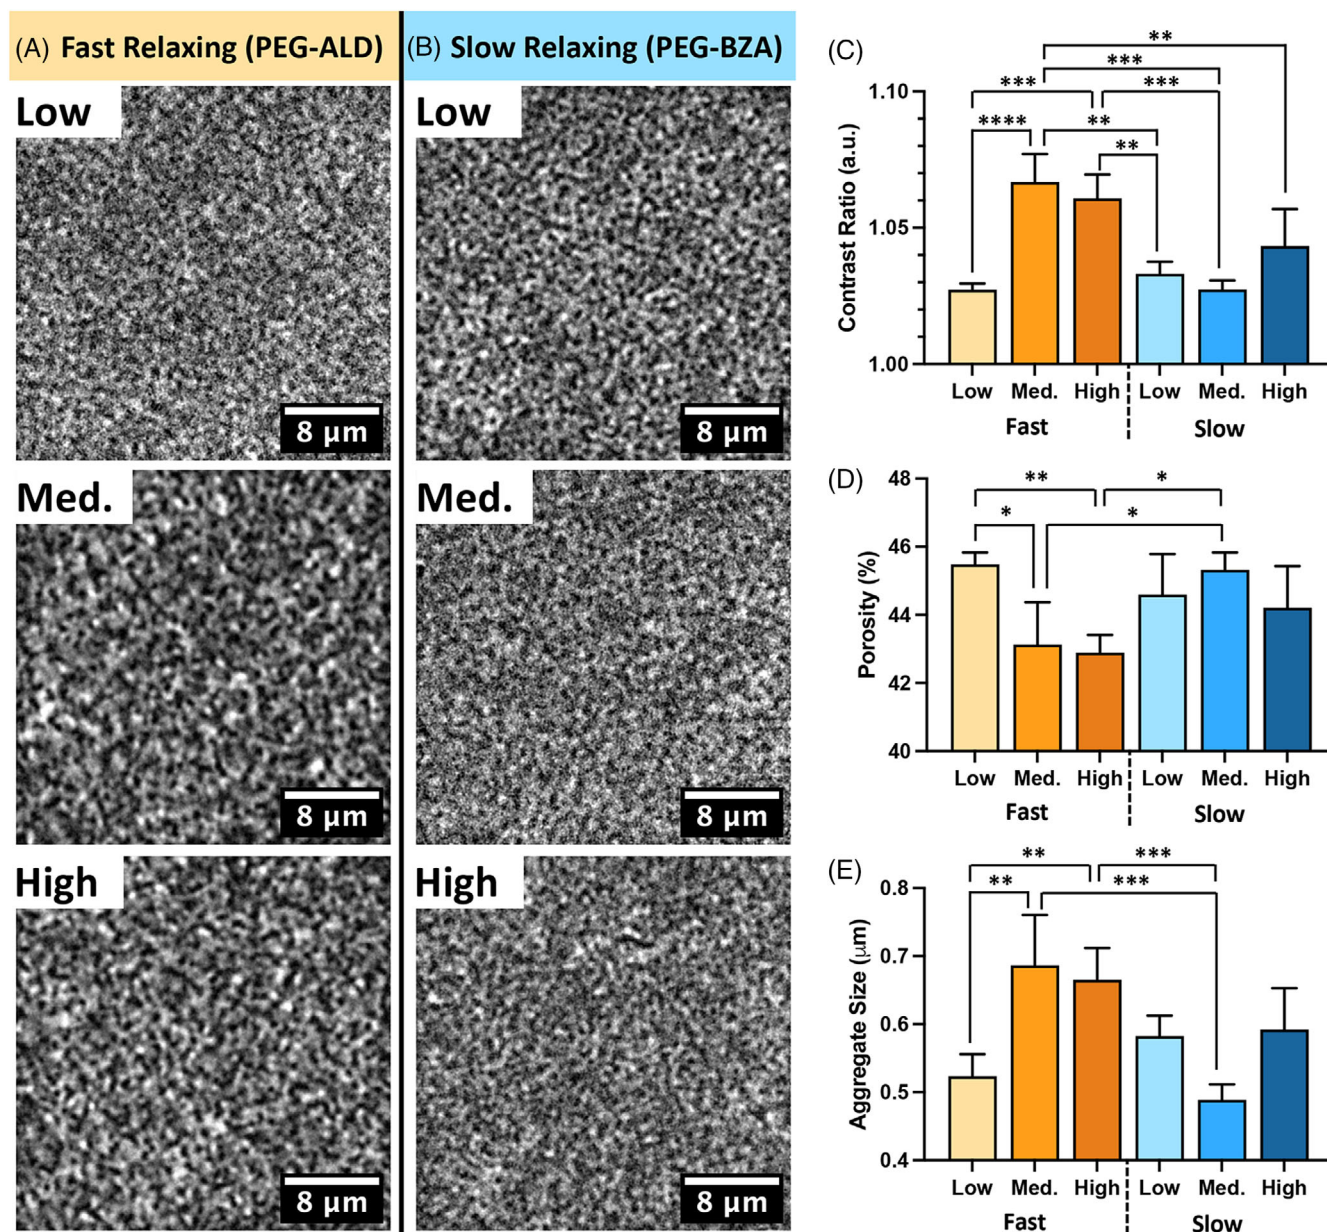 (A) Fast Relaxing (PEG-ALD)
(B) Slow Relaxing (PEG-BZA)
Low
8 μm
Low
8 μm
Med.
8 μm
Med.
8 μm
High
8 μm
High
8 μm
(C)
**
***
*** ***
**** **
**
Contrast Ratio (a.u.)
1.10
1.05
1.00
Low Med. High Low Med. High
Fast Slow
(D)
** *
* *
Porosity (%)
48
46
44
42
40
Low Med. High Low Med. High
Fast Slow
(E)
** ***
** ***
Aggregate Size (μm)
0.8
0.7
0.6
0.5
0.4
Low Med. High Low Med. High
Fast Slow